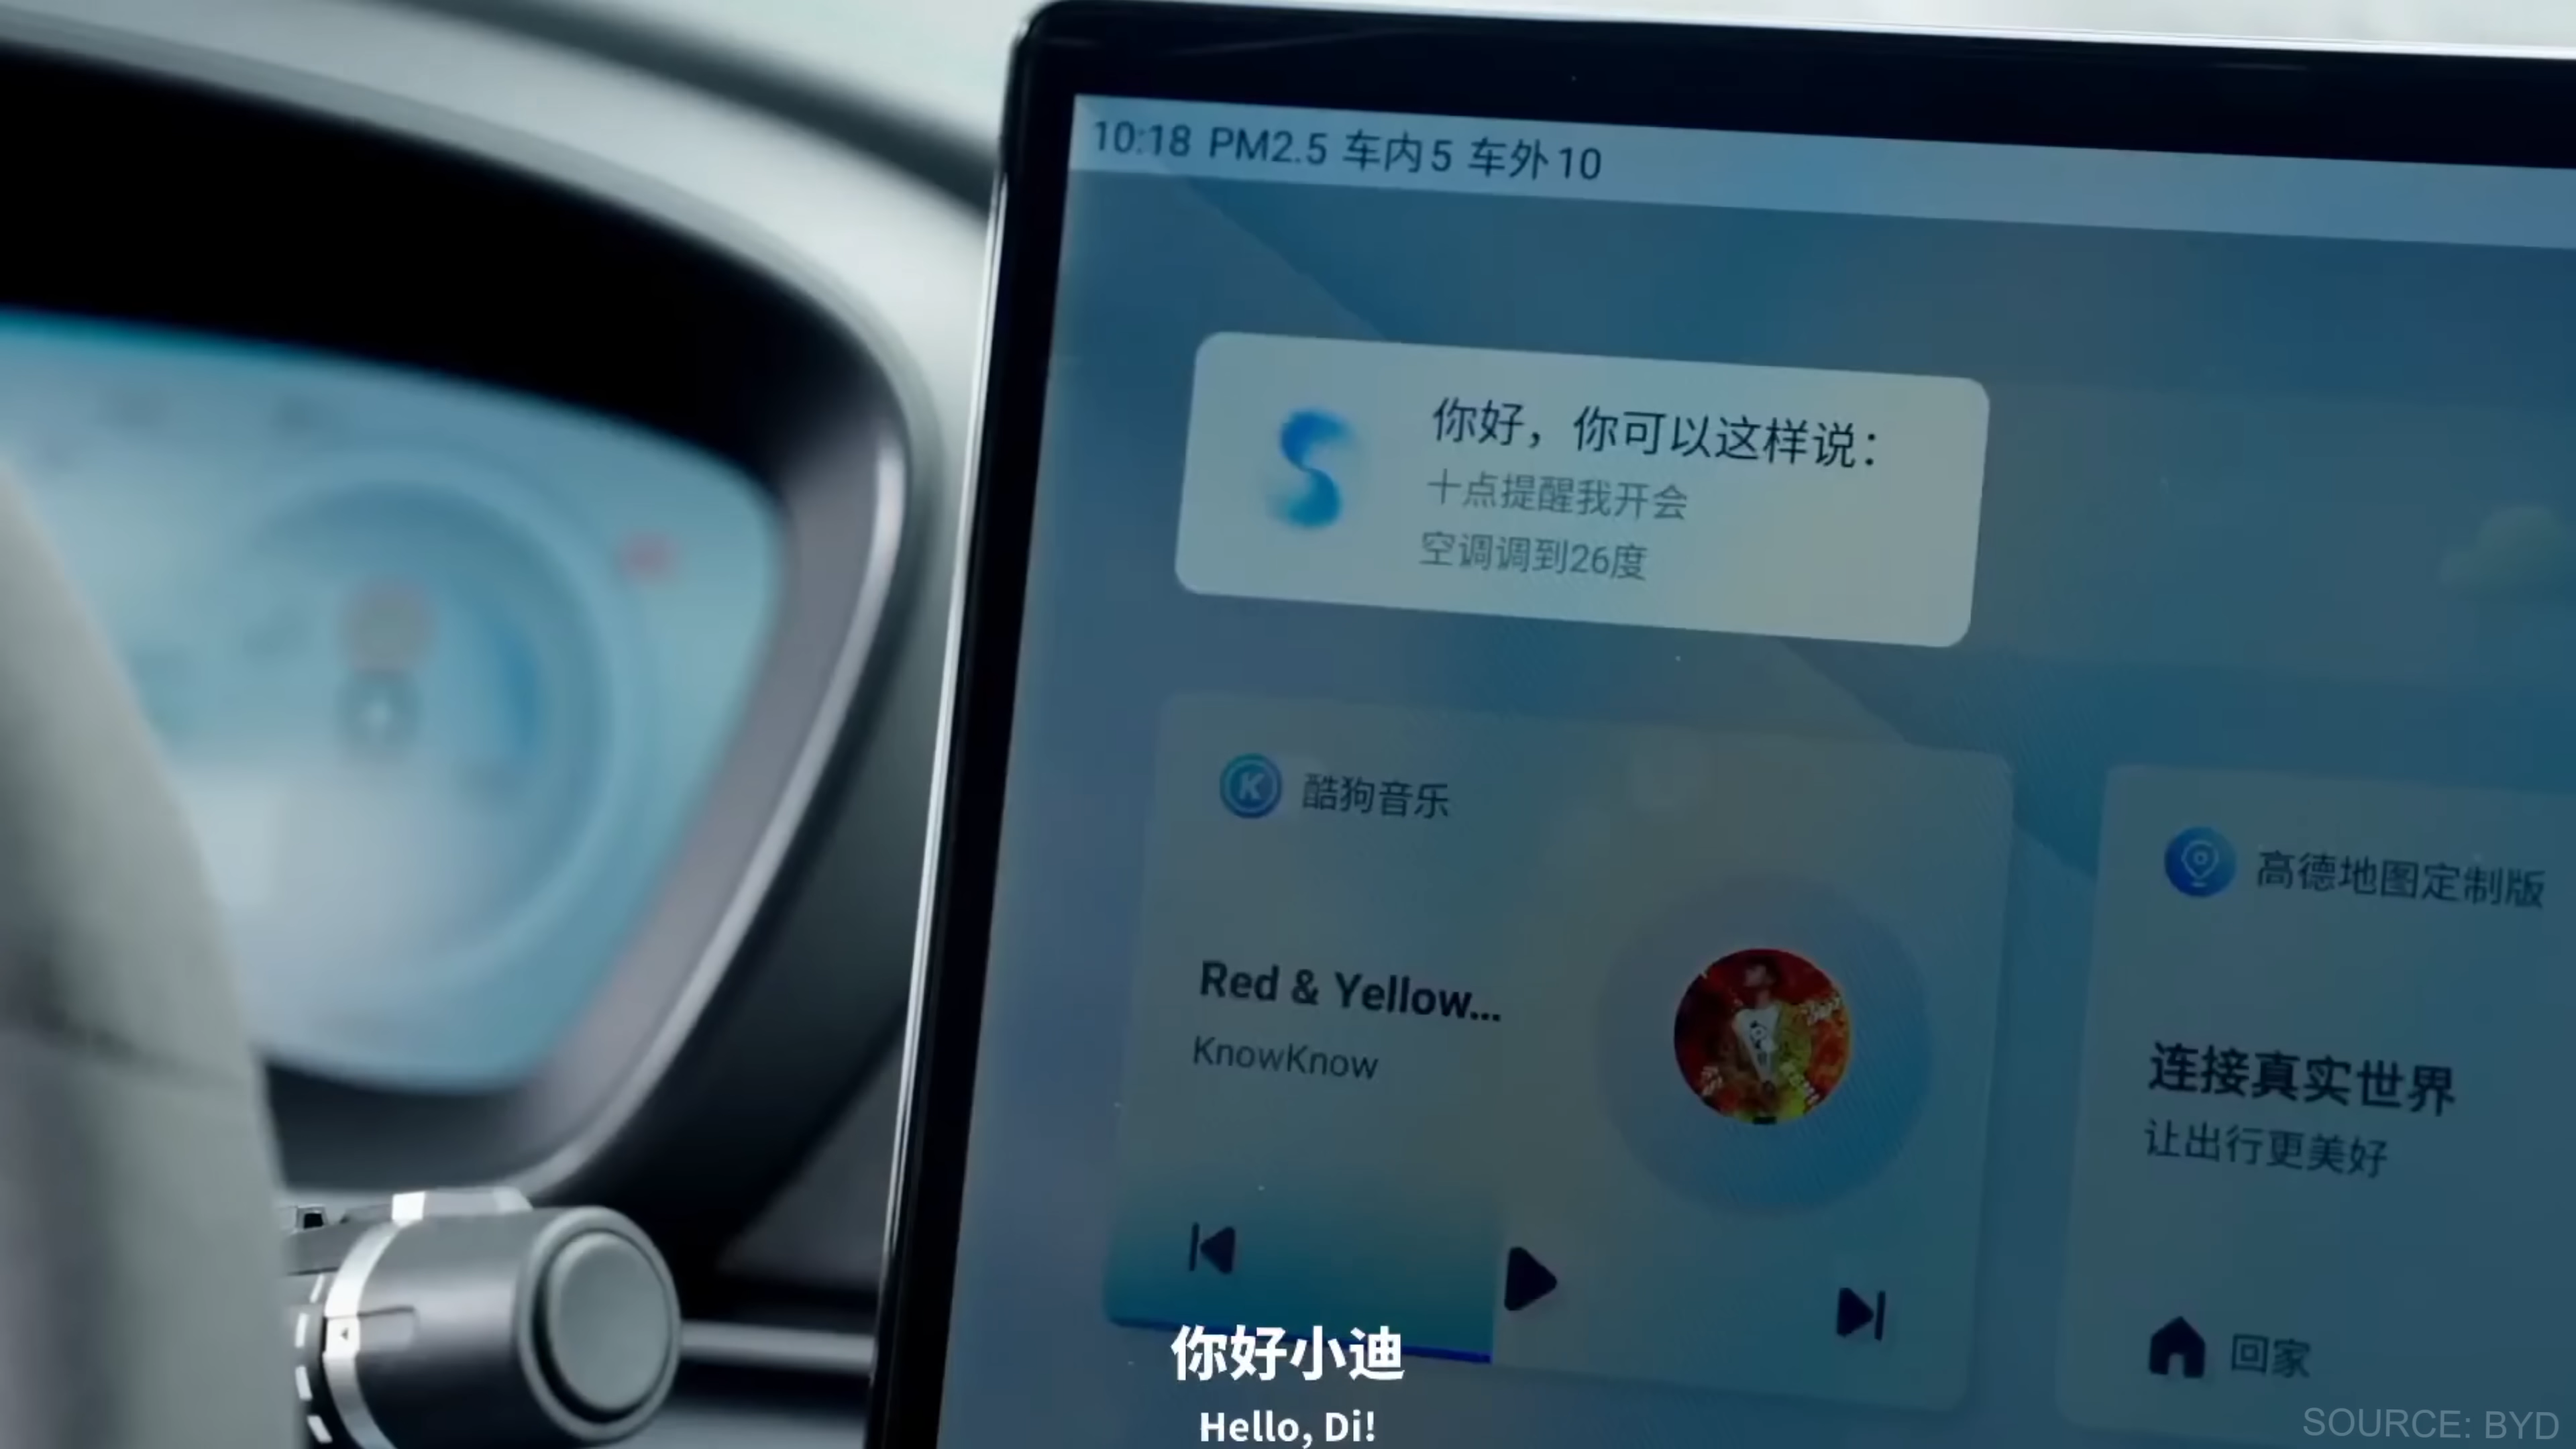 10:18 PM2.5 车内5 车外10
你好，你可以这样说：
十点提醒我开会
空调调到26度
酷狗音乐
Red & Yellow...
KnowKnow
高德地图定制版
连接真实世界
让出行更美好
回家
你好小迪
Hello, Di!
SOURCE: BYD